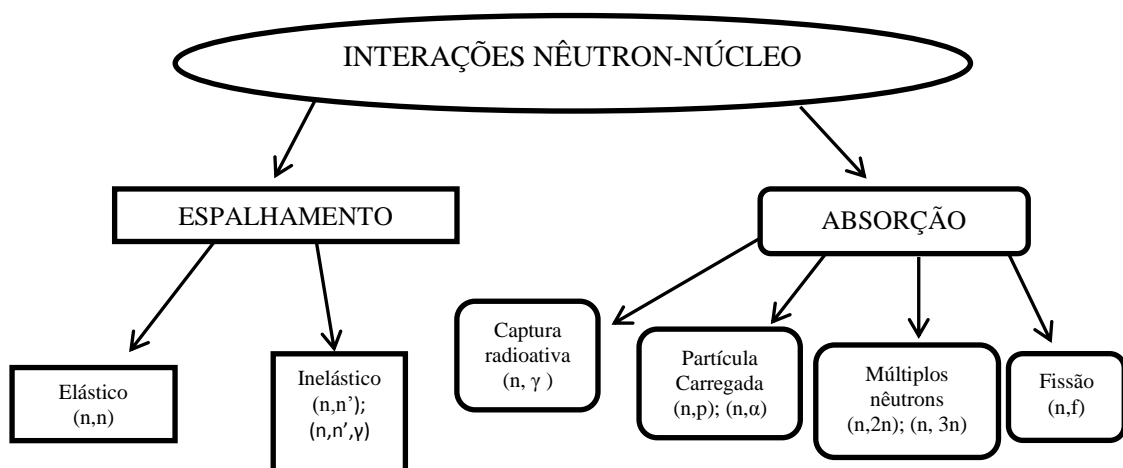 INTERAÇÕES NÊUTRON-NÚCLEO
ESPALHAMENTO
ABSORÇÃO
Elástico
(n,n)
Inelástico
(n,n’);
(n,n’,γ)
Captura
radioativa
(n, γ )
Partícula
Carregada
(n,p); (n,α)
Múltiplos
nêutrons
(n,2n); (n, 3n)
Fissão
(n,f)